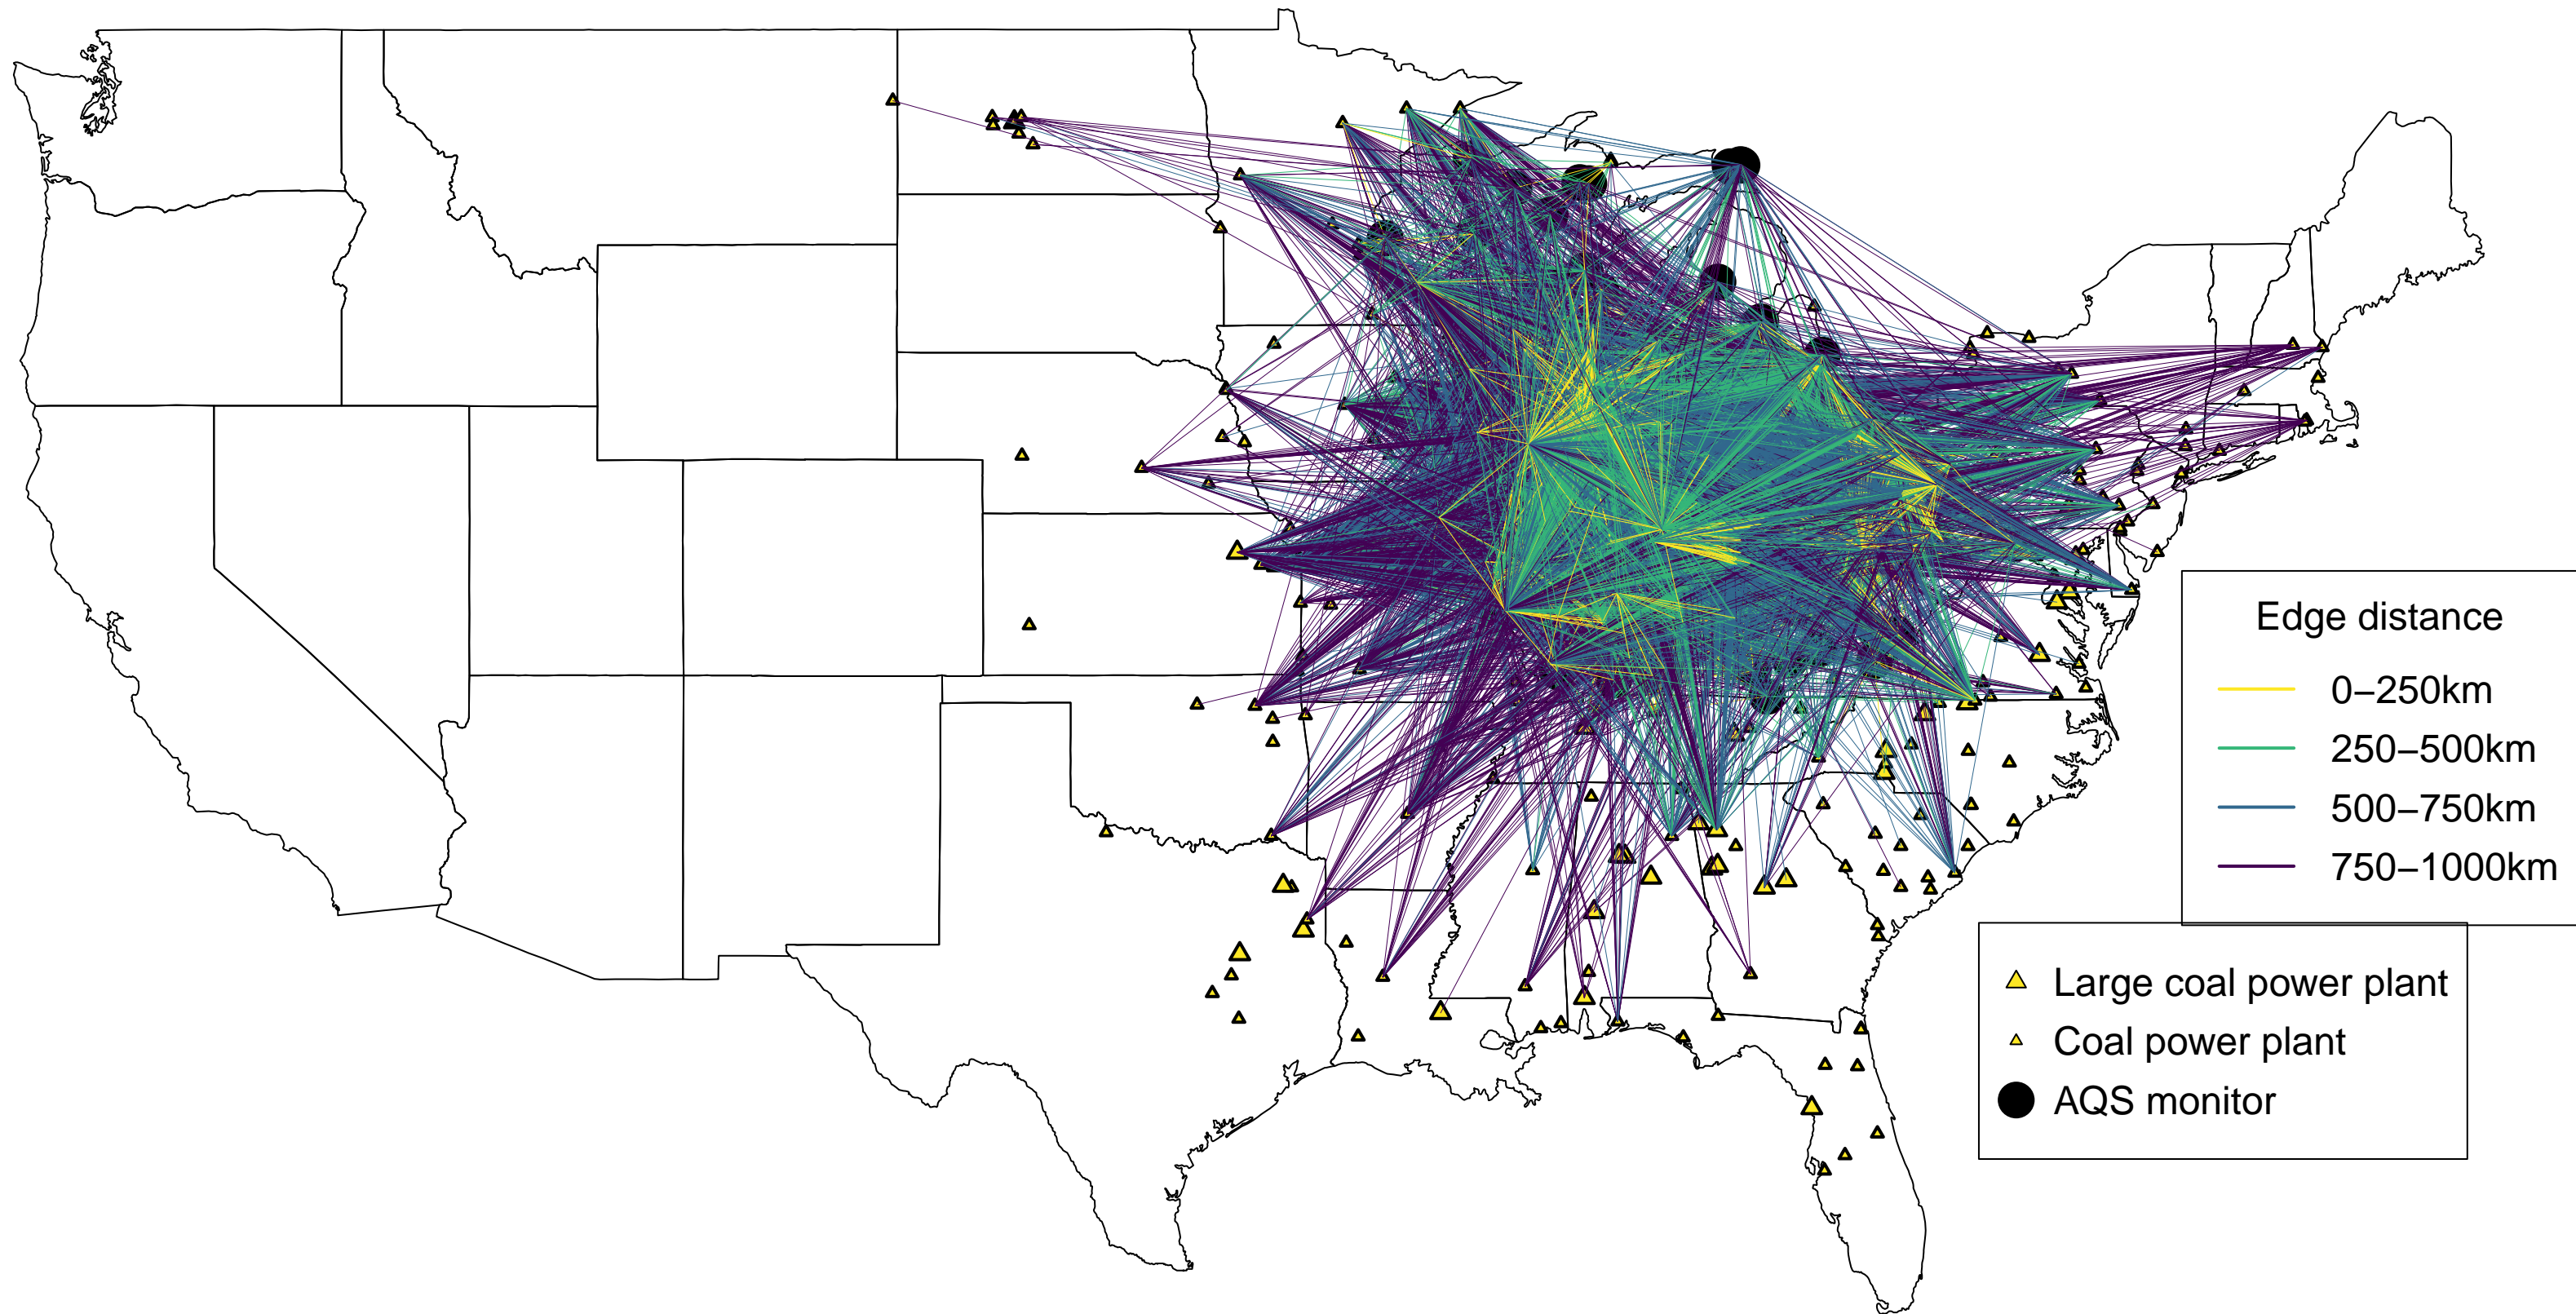 Edge distance
0−250km
250−500km
500−750km
750−1000km
Large coal power plant
Coal power plant
AQS monitor